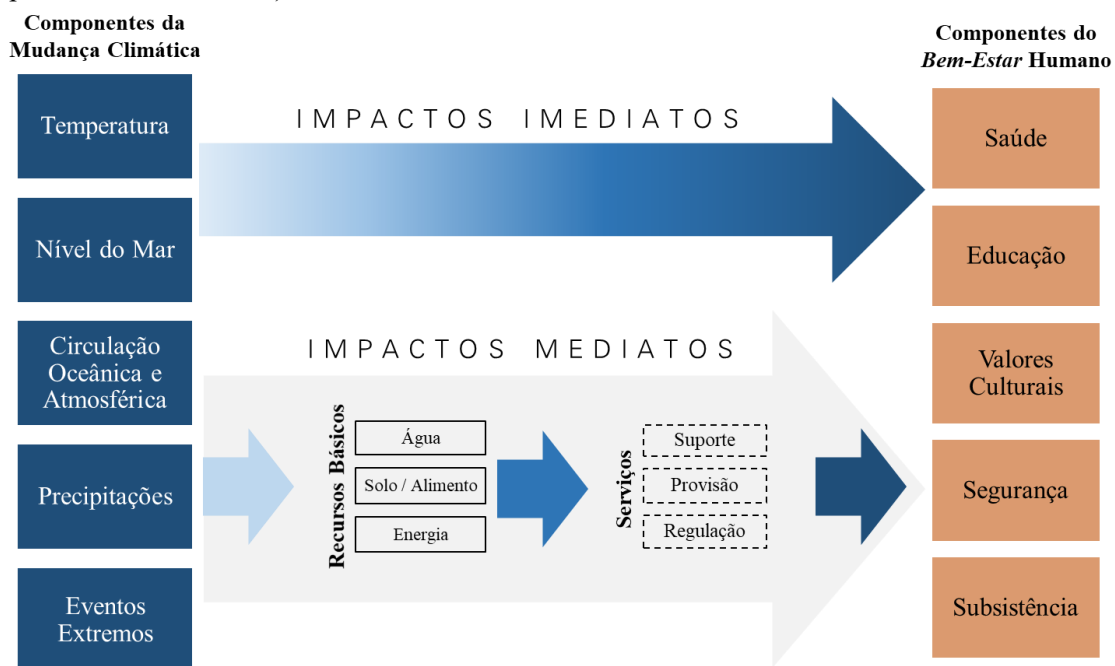 Componentes da
Mudança Climática
Temperatura
Nível do Mar
Circulação
Oceânica e
Atmosférica
Precipitações
Eventos
Extremos
IMPACTOS IMEDIATOS
IMPACTOS MEDIATOS
Recursos Básicos
Água
Solo / Alimento
Energia
Serviços
Suporte
Provisão
Regulação
Componentes do
Bem-Estar Humano
Saúde
Educação
Valores
Culturais
Segurança
Subsistência